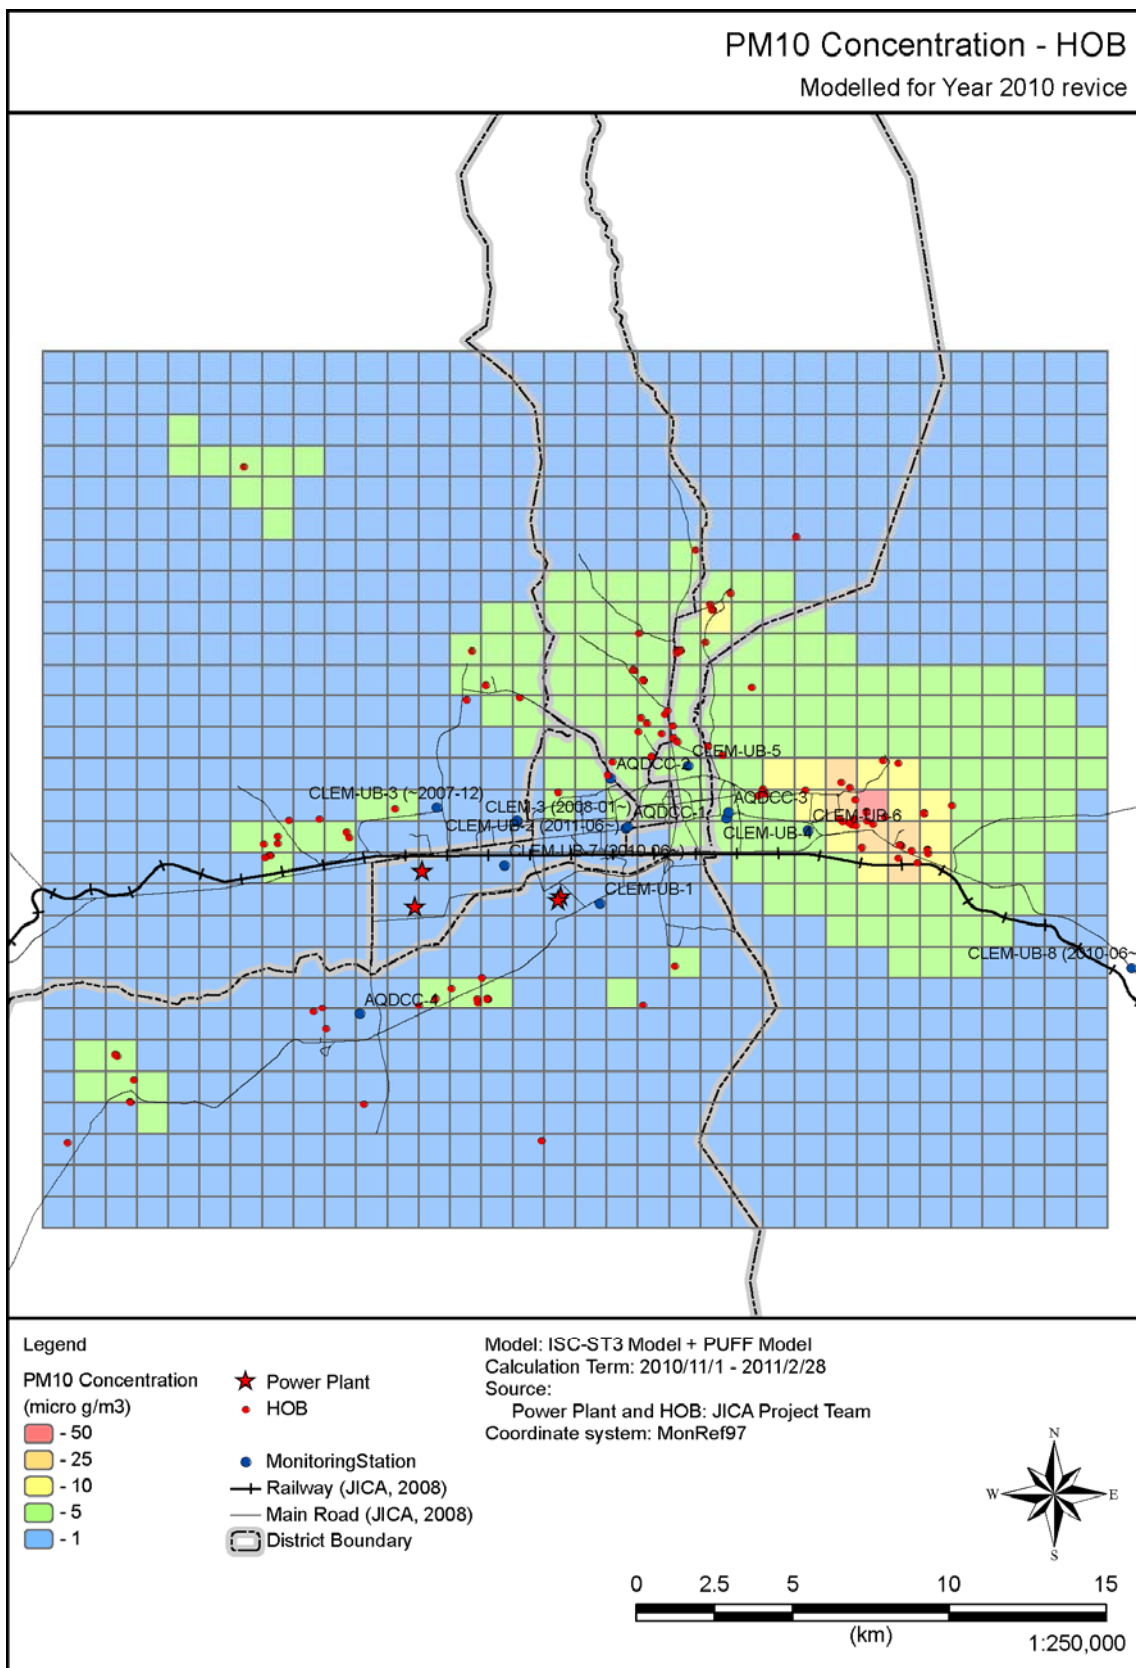 PM10 Concentration - HOB
Modelled for Year 2010 revice
CLEM-UB-5
AQDCC-2
CLEM-UB-3 (~2007-12)
AQDCC-3
CLEM-3 (2008-01~)
AQDCC-1
CLEM-UB-6
CLEM-UB-2 (2011-06~)
CLEM-UB-4
CLEM-UB-7 (2010-06~)
CLEM-UB-1
CLEM-UB-8 (2010-06~
AQDCC-4
Legend
PM10 Concentration
(micro g/m3)
- 50
- 25
- 10
- 5
- 1
Power Plant
HOB
MonitoringStation
Railway (JICA, 2008)
Main Road (JICA, 2008)
District Boundary
Model: ISC-ST3 Model + PUFF Model
Calculation Term: 2010/11/1 - 2011/2/28
Source:
Power Plant and HOB: JICA Project Team
Coordinate system: MonRef97
N
W E
S
0 2.5 5 10 15
(km)
1:250,000